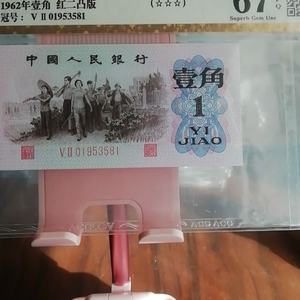 1962年壹角 红二凸版
(☆☆☆)
67
冠号： V Ⅱ 01953581
Superb Gem Unc
中國人民銀行
壹角
1
YI
JIAO
V Ⅱ 01953581